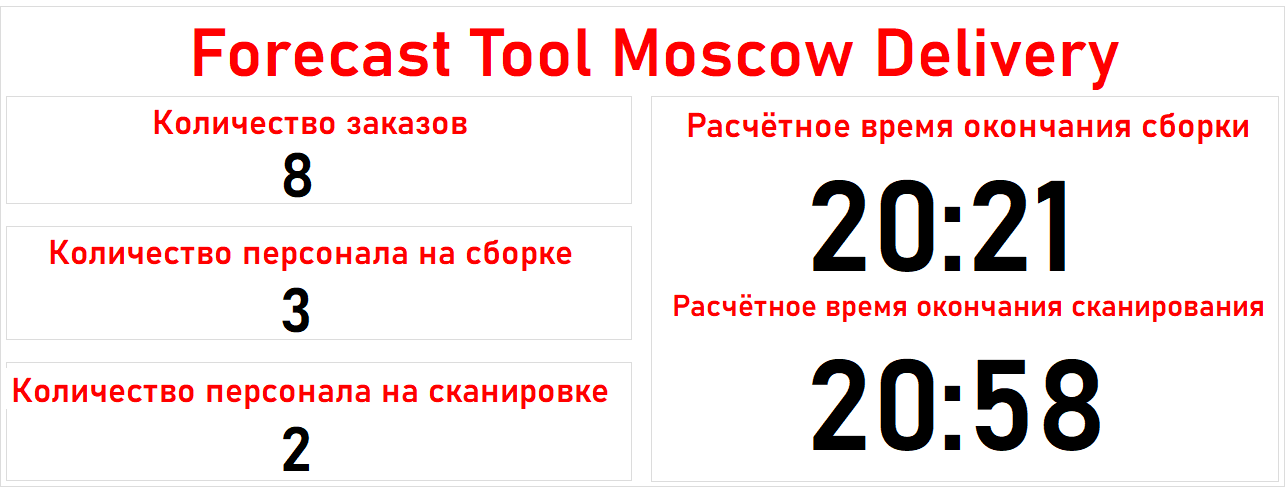 Forecast Tool Moscow Delivery
Количество заказов
8
Количество персонала на сборке
3
Количество персонала на сканировке
2
Расчётное время окончания сборки
20:21
Расчётное время окончания сканирования
20:58